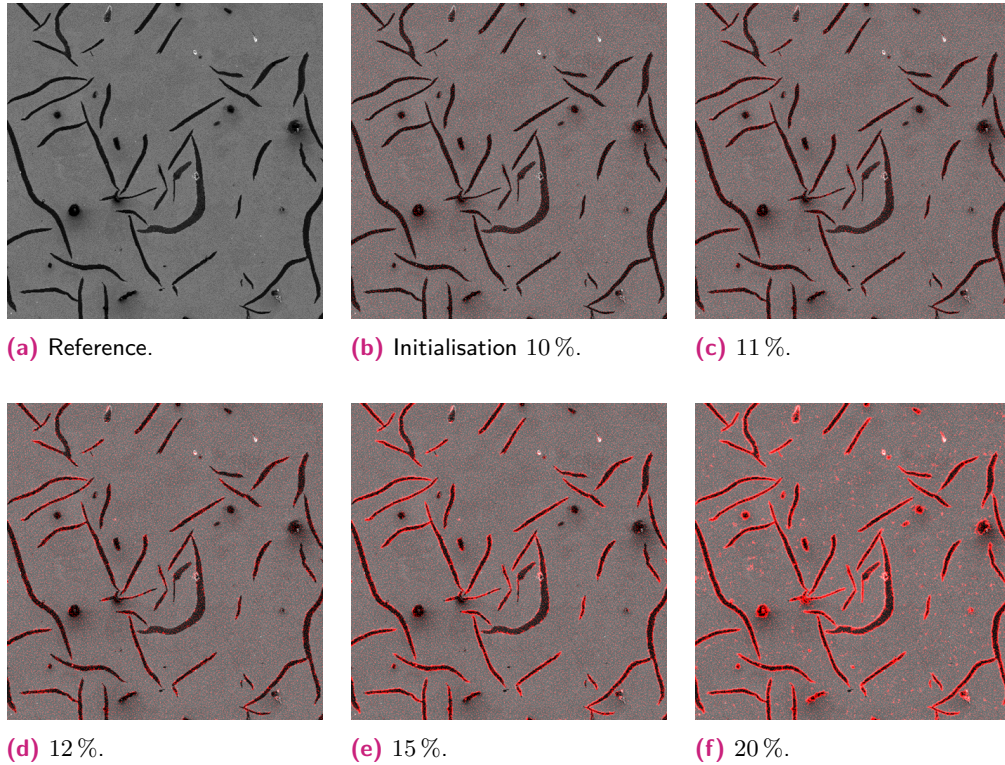 (a) Reference.
(b) Initialisation 10 %.
(c) 11 %.
(d) 12 %.
(e) 15 %.
(f) 20 %.